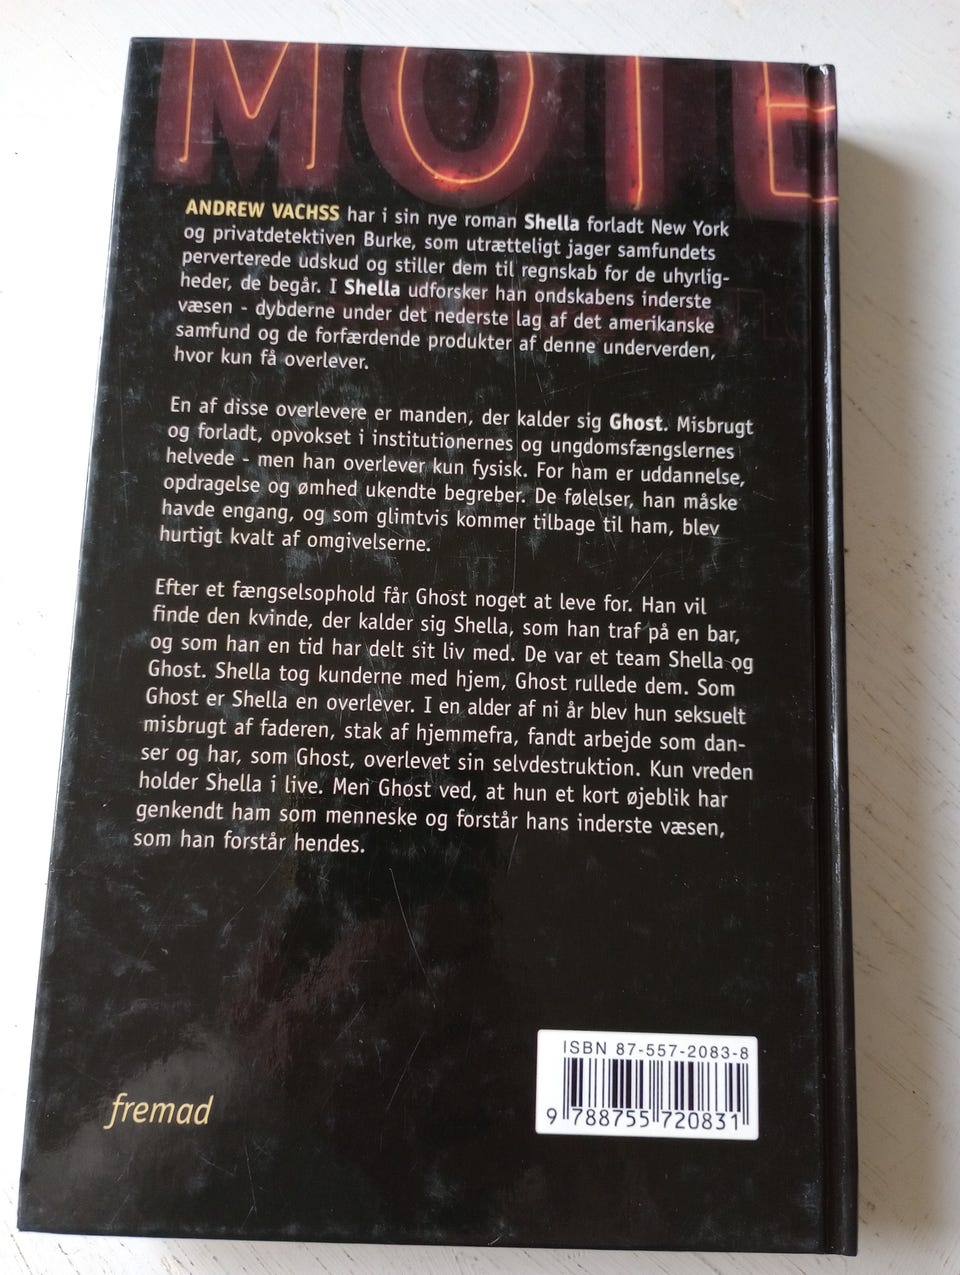 MOTE
ANDREW VACHSS har i sin nye roman Shella forladt New York
og privatdetektiven Burke, som utrætteligt jager samfundets
perverterede udskud og stiller dem til regnskab for de uhyrlig-
heder, de begår. I Shella udforsker han ondskabens inderste
væsen - dybderne under det nederste lag af det amerikanske
samfund og de forfærdende produkter af denne underverden,
hvor kun få overlever.
En af disse overlevere er manden, der kalder sig Ghost. Misbrugt
og forladt, opvokset i institutionernes og ungdomsfængslernes
helvede - men han overlever kun fysisk. For ham er uddannelse,
opdragelse og ømhed ukendte begreber. De følelser, han måske
havde engang, og som glimtvis kommer tilbage til ham, blev
hurtigt kvalt af omgivelserne.
Efter et fængselsophold får Ghost noget at leve for. Han vil
finde den kvinde, der kalder sig Shella, som han traf på en bar,
og som han en tid har delt sit liv med. De var et team Shella og
Ghost. Shella tog kunderne med hjem, Ghost rullede dem. Som
Ghost er Shella en overlever. I en alder af ni år blev hun seksuelt
misbrugt af faderen, stak af hjemmefra, fandt arbejde som dan-
ser og har, som Ghost, overlevet sin selvdestruktion. Kun vreden
holder Shella i live. Men Ghost ved, at hun et kort øjeblik har
genkendt ham som menneske og forstår hans inderste væsen,
som han forstår hendes.
ISBN 87-557-2083-8
9 788755 720831
fremad